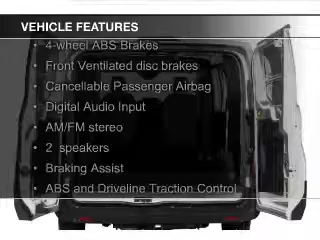 VEHICLE FEATURES
• 4-wheel ABS Brakes
• Front Ventilated disc brakes
• Cancellable Passenger Airbag
• Digital Audio Input
• AM/FM stereo
• 2 speakers
• Braking Assist
• ABS and Driveline Traction Control